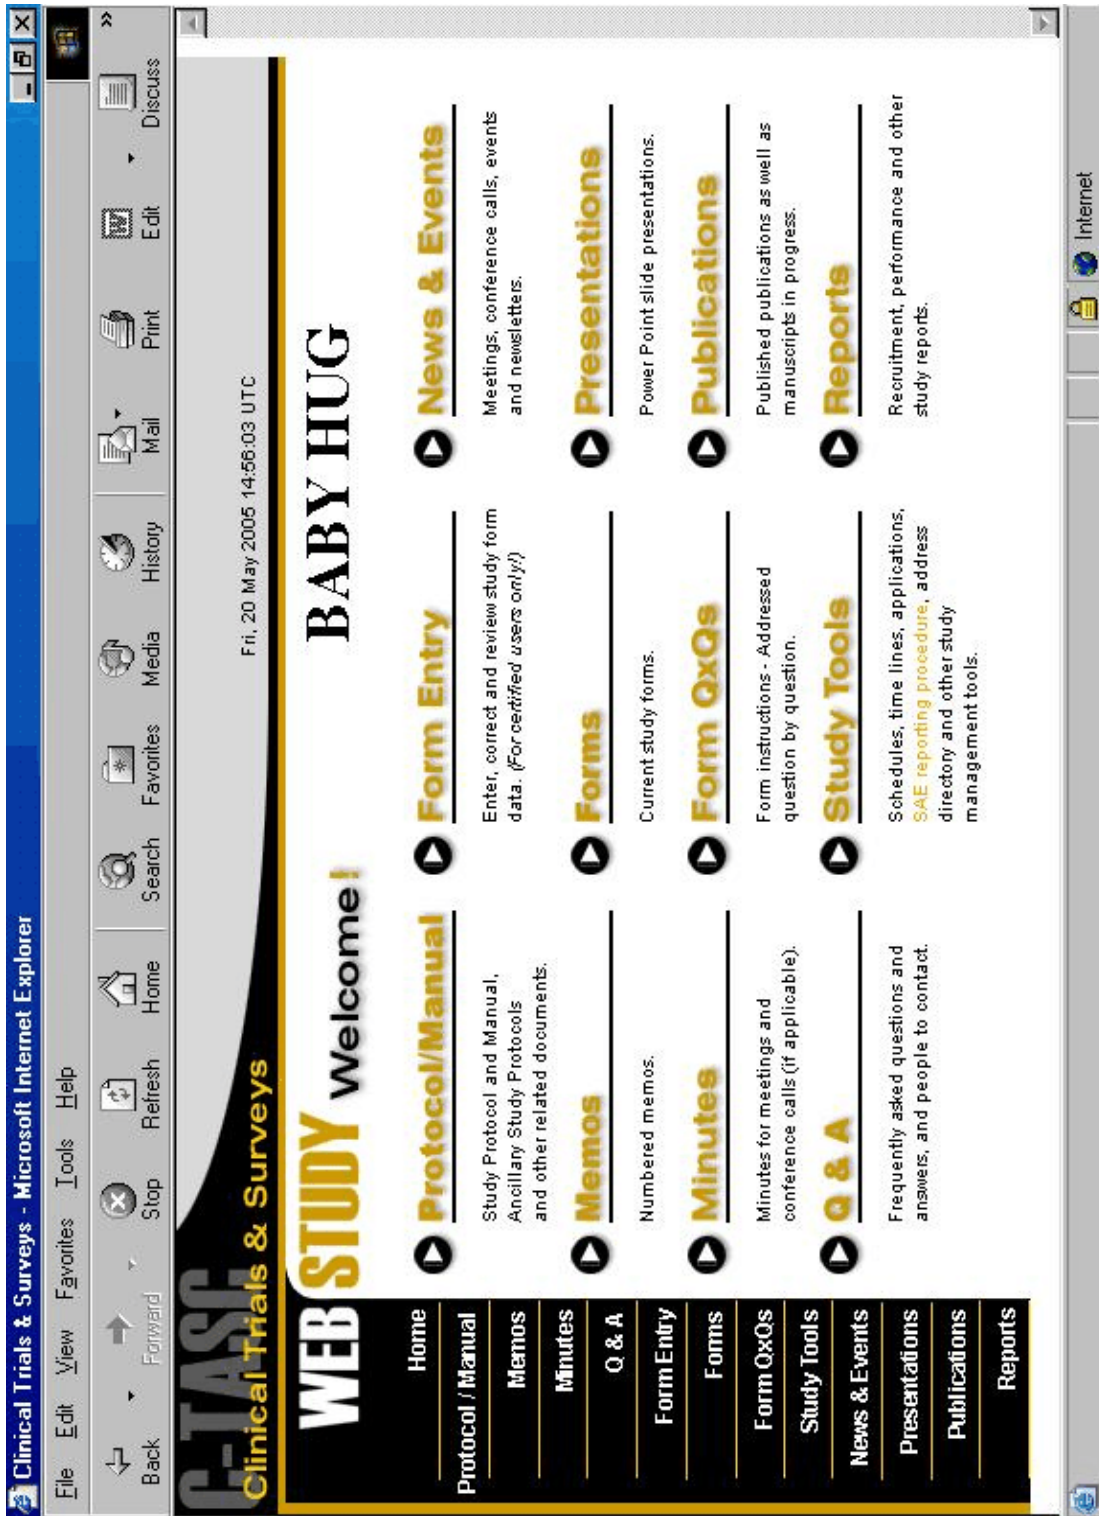 Clinical Trials & Surveys - Microsoft Internet Explorer
File Edit View Favorites Tools Help
Back Forward Stop Refresh Home Search Favorites Media History Mail Print Edit Discuss
C-TASC
Clinical Trials & Surveys
Fri, 20 May 2005 14:56:03 UTC
WEB STUDY Welcome! BABY HUG
Home
Protocol / Manual
Memos
Minutes
Q & A
Form Entry
Forms
Form QxQs
Study Tools
News & Events
Presentations
Publications
Reports
Protocol/Manual
Study Protocol and Manual,
Ancillary Study Protocols
and other related documents.
Memos
Numbered memos.
Minutes
Minutes for meetings and
conference calls (if applicable).
Q & A
Frequently asked questions and
answers, and people to contact.
Form Entry
Enter, correct and review study form
data. (For certified users only!)
Forms
Current study forms.
Form QxQs
Form instructions - Addressed
question by question.
Study Tools
Schedules, time lines, applications,
SAE reporting procedure, address
directory and other study
management tools.
News & Events
Meetings, conference calls, events
and newsletters.
Presentations
Power Point slide presentations.
Publications
Published publications as well as
manuscripts in progress.
Reports
Recruitment, performance and other
study reports.
Internet